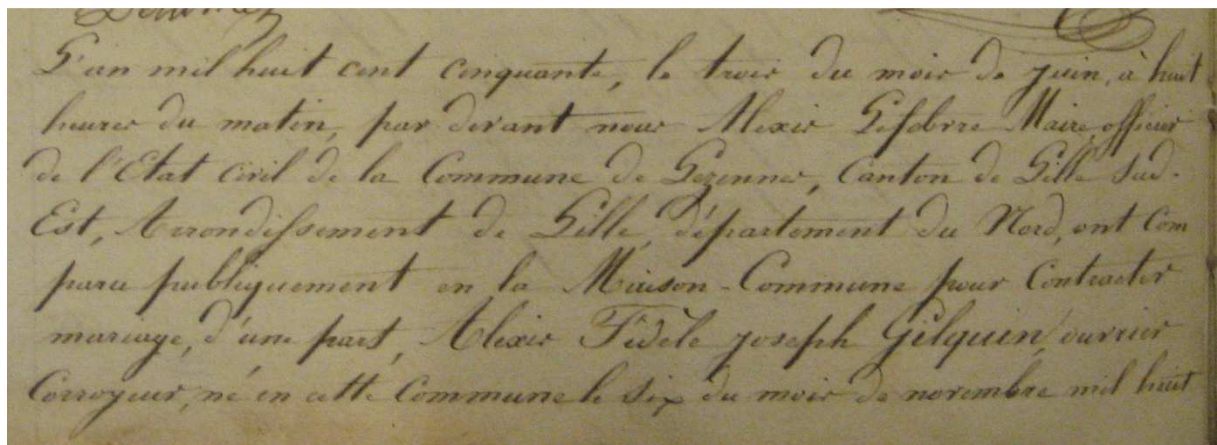 L'an mil huit cent cinquante, le trois du mois de juin, à huit
heures du matin, par devant nous Alexis Lefebvre Maire, officier
de l'Etat civil de la Commune de Lezennes, Canton de Lille Sud-
Est, Arrondissement de Lille, département du Nord, ont Com
paru publiquement en la Maison-Commune pour Contracter
mariage, d'une part, Alexis Fidèle joseph Gilquin, ouvrier
Corroyeur, né en cette Commune le six du mois de novembre mil huit